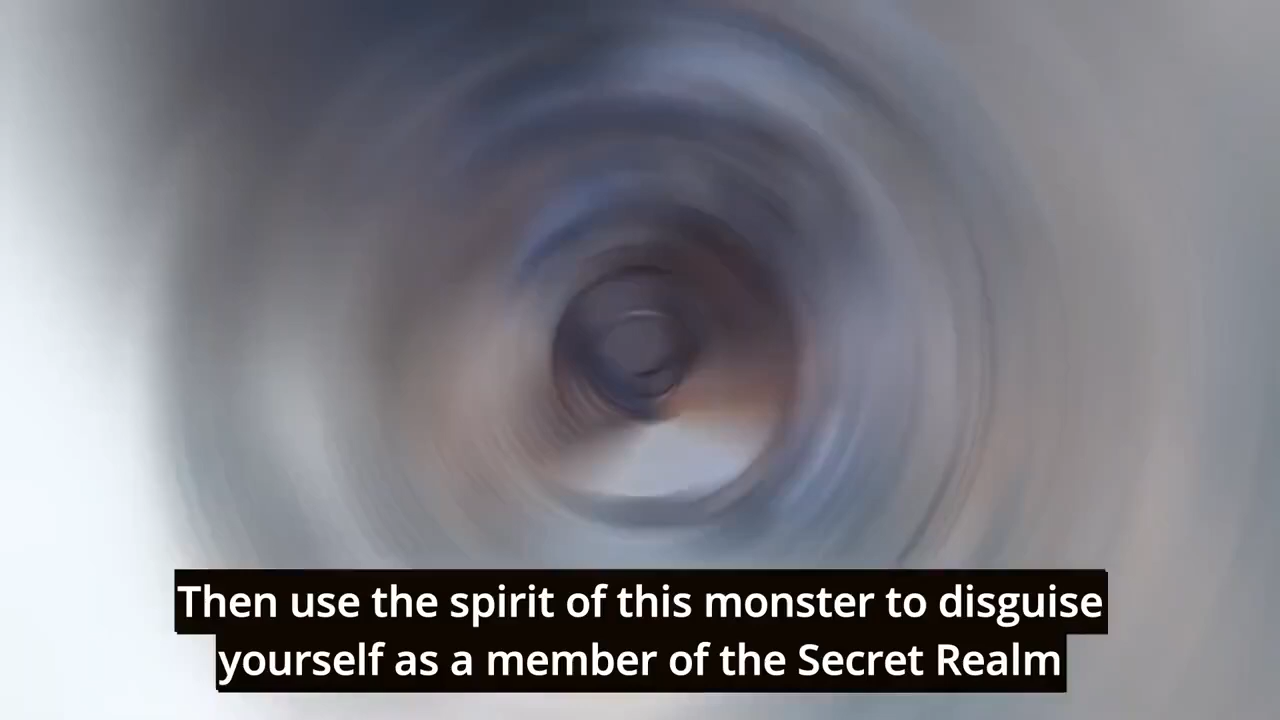 Then use the spirit of this monster to disguise
yourself as a member of the Secret Realm